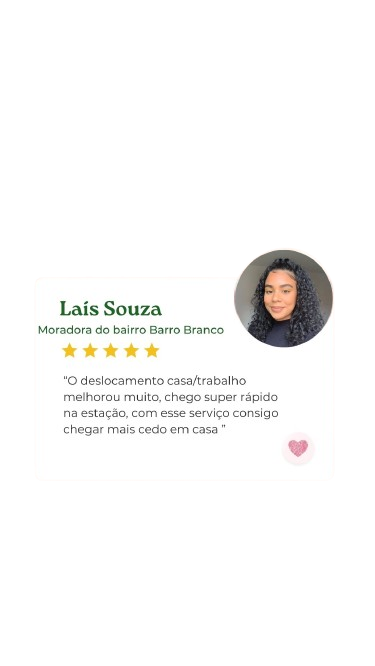 Laís Souza
Moradora do bairro Barro Branco
“O deslocamento casa/trabalho
melhorou muito, chego super rápido
na estação, com esse serviço consigo
chegar mais cedo em casa ”